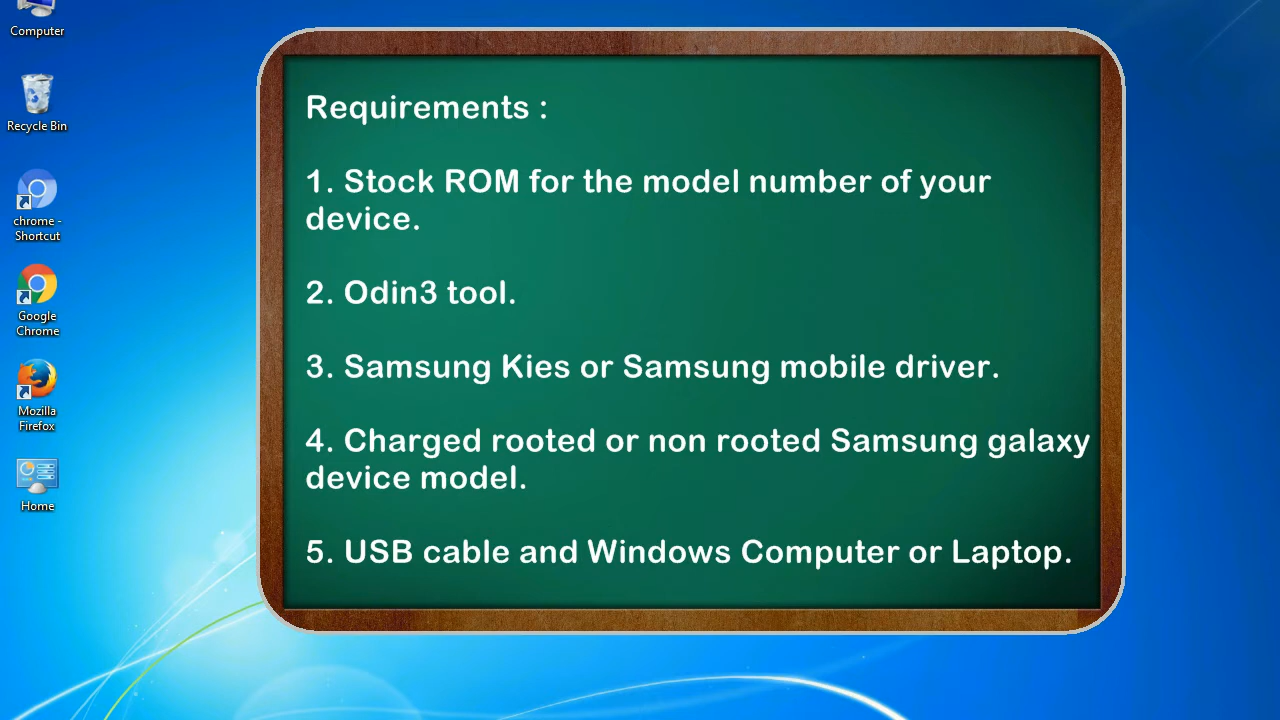 Computer
Recycle Bin
chrome -
Shortcut
Google
Chrome
Mozilla
Firefox
Home
Requirements :
1. Stock ROM for the model number of your
device.
2. Odin3 tool.
3. Samsung Kies or Samsung mobile driver.
4. Charged rooted or non rooted Samsung galaxy
device model.
5. USB cable and Windows Computer or Laptop.